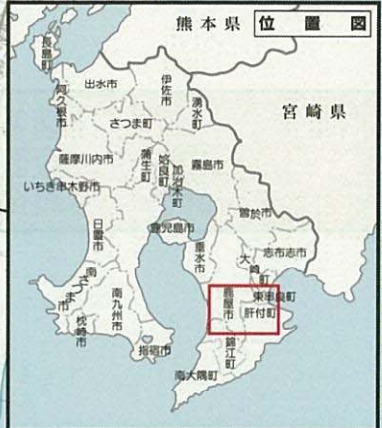 熊本県
位置図
長島町
出水市
伊佐市
阿久根市
湧水町
宮崎県
さつま町
薩摩川内市
蒲生町
姶良町
加治木町
霧島市
いちき串木野市
日置市
鹿児島市
曽於市
垂水市
志布志市
大崎町
鹿屋市
東串良町
肝付町
南さつま市
南九州市
枕崎市
指宿市
錦江町
南大隅町